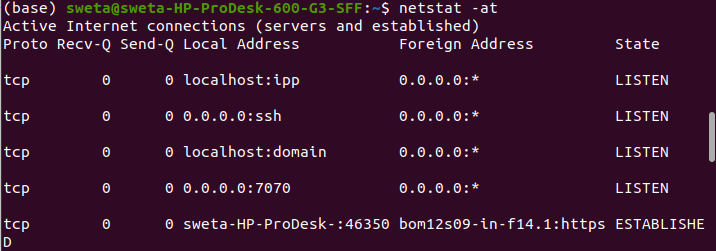 (base) sweta@sweta-HP-ProDesk-600-G3-SFF:~$ netstat -at
Active Internet connections (servers and established)
Proto Recv-Q Send-Q Local Address           Foreign Address         State
tcp        0      0 localhost:ipp           0.0.0.0:*               LISTEN
tcp        0      0 0.0.0.0:ssh             0.0.0.0:*               LISTEN
tcp        0      0 localhost:domain        0.0.0.0:*               LISTEN
tcp        0      0 0.0.0.0:7070            0.0.0.0:*               LISTEN
tcp        0      0 sweta-HP-ProDesk-:46350 bom12s09-in-f14.1:https ESTABLISHE
D